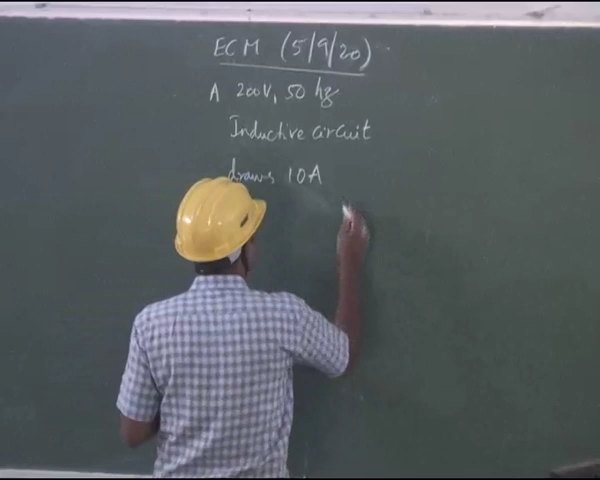 ECM (5/9/20)
A 200V, 50 hz
Inductive circuit
draws 10A